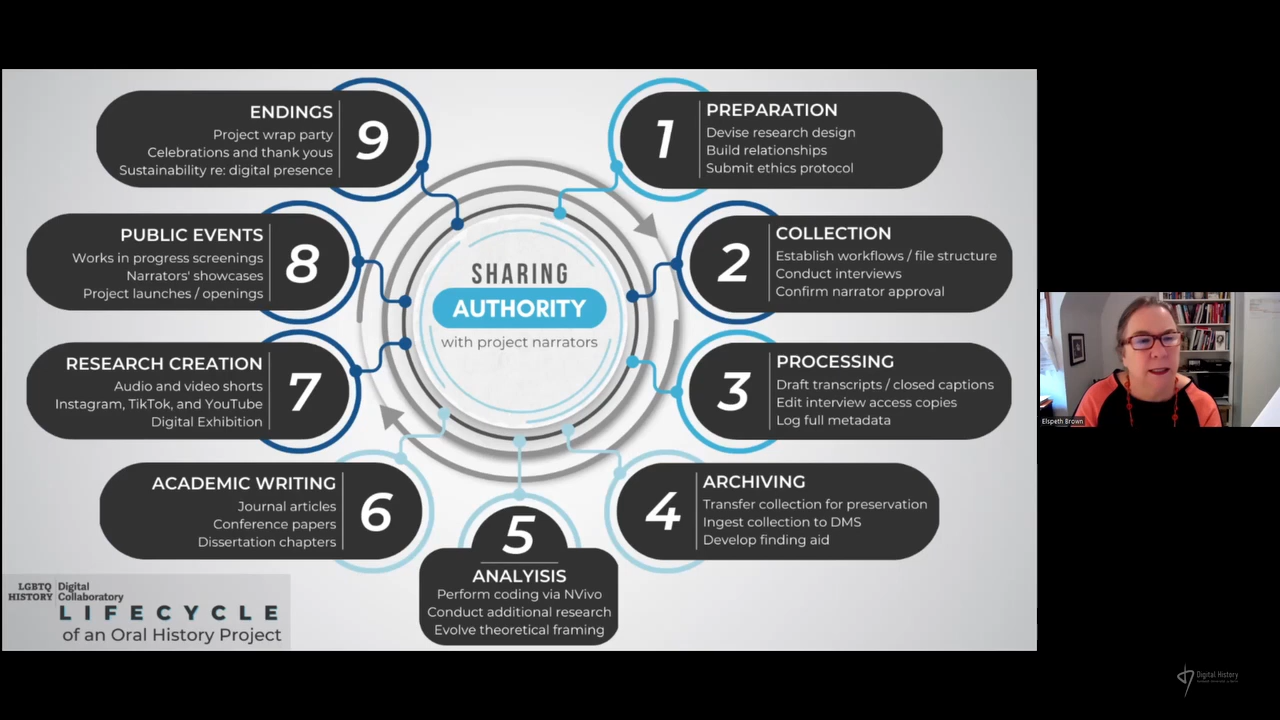 1
PREPARATION
Devise research design
Build relationships
Submit ethics protocol
2
COLLECTION
Establish workflows / file structure
Conduct interviews
Confirm narrator approval
3
PROCESSING
Draft transcripts / closed captions
Edit interview access copies
Log full metadata
4
ARCHIVING
Transfer collection for preservation
Ingest collection to DMS
Develop finding aid
5
ANALYISIS
Perform coding via NVivo
Conduct additional research
Evolve theoretical framing
6
ACADEMIC WRITING
Journal articles
Conference papers
Dissertation chapters
7
RESEARCH CREATION
Audio and video shorts
Instagram, TikTok, and YouTube
Digital Exhibition
8
PUBLIC EVENTS
Works in progress screenings
Narrators' showcases
Project launches / openings
9
ENDINGS
Project wrap party
Celebrations and thank yous
Sustainability re: digital presence
SHARING
AUTHORITY
with project narrators
LGBTQ HISTORY
Digital Collaboratory
LIFECYCLE
of an Oral History Project
Elspeth Brown
Digital History